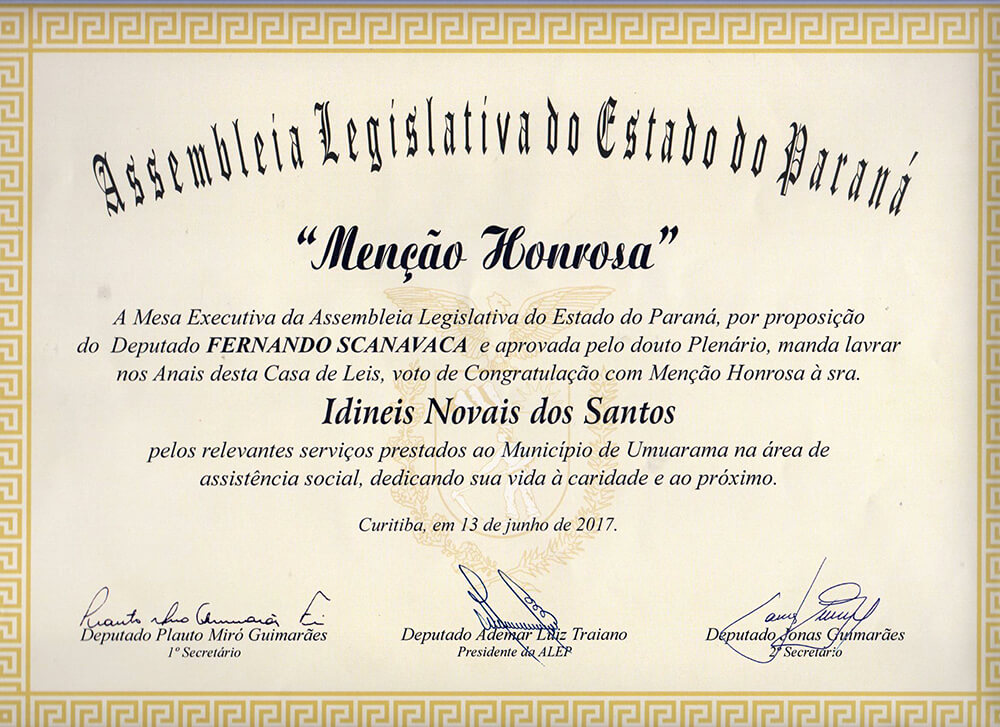 Assembleia Legislativa do Estado do Paraná
“Menção Honrosa”
A Mesa Executiva da Assembleia Legislativa do Estado do Paraná, por proposição
do Deputado FERNANDO SCANAVACA e aprovada pelo douto Plenário, manda lavrar
nos Anais desta Casa de Leis, voto de Congratulação com Menção Honrosa à sra.
Idineis Novais dos Santos
pelos relevantes serviços prestados ao Município de Umuarama na área de
assistência social, dedicando sua vida à caridade e ao próximo.
Curitiba, em 13 de junho de 2017.
Deputado Plauto Miró Guimarães
1º Secretário
Deputado Ademar Luiz Traiano
Presidente da ALEP
Deputado Jonas Guimarães
2º Secretário